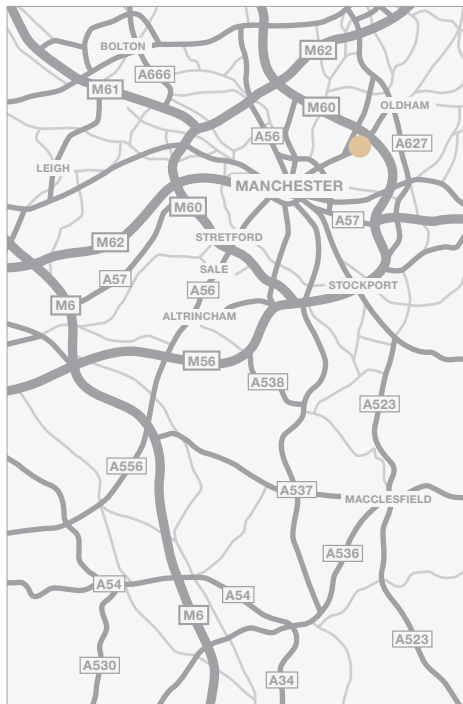 BOLTON
M62
A666
M61
M60
OLDHAM
A56
A627
LEIGH
MANCHESTER
M60
A57
STRETFORD
M62
SALE
A57
A56
STOCKPORT
M6
ALTRINCHAM
M56
A538
A523
A556
A537
MACCLESFIELD
A536
A54
A54
M6
A523
A530
A34